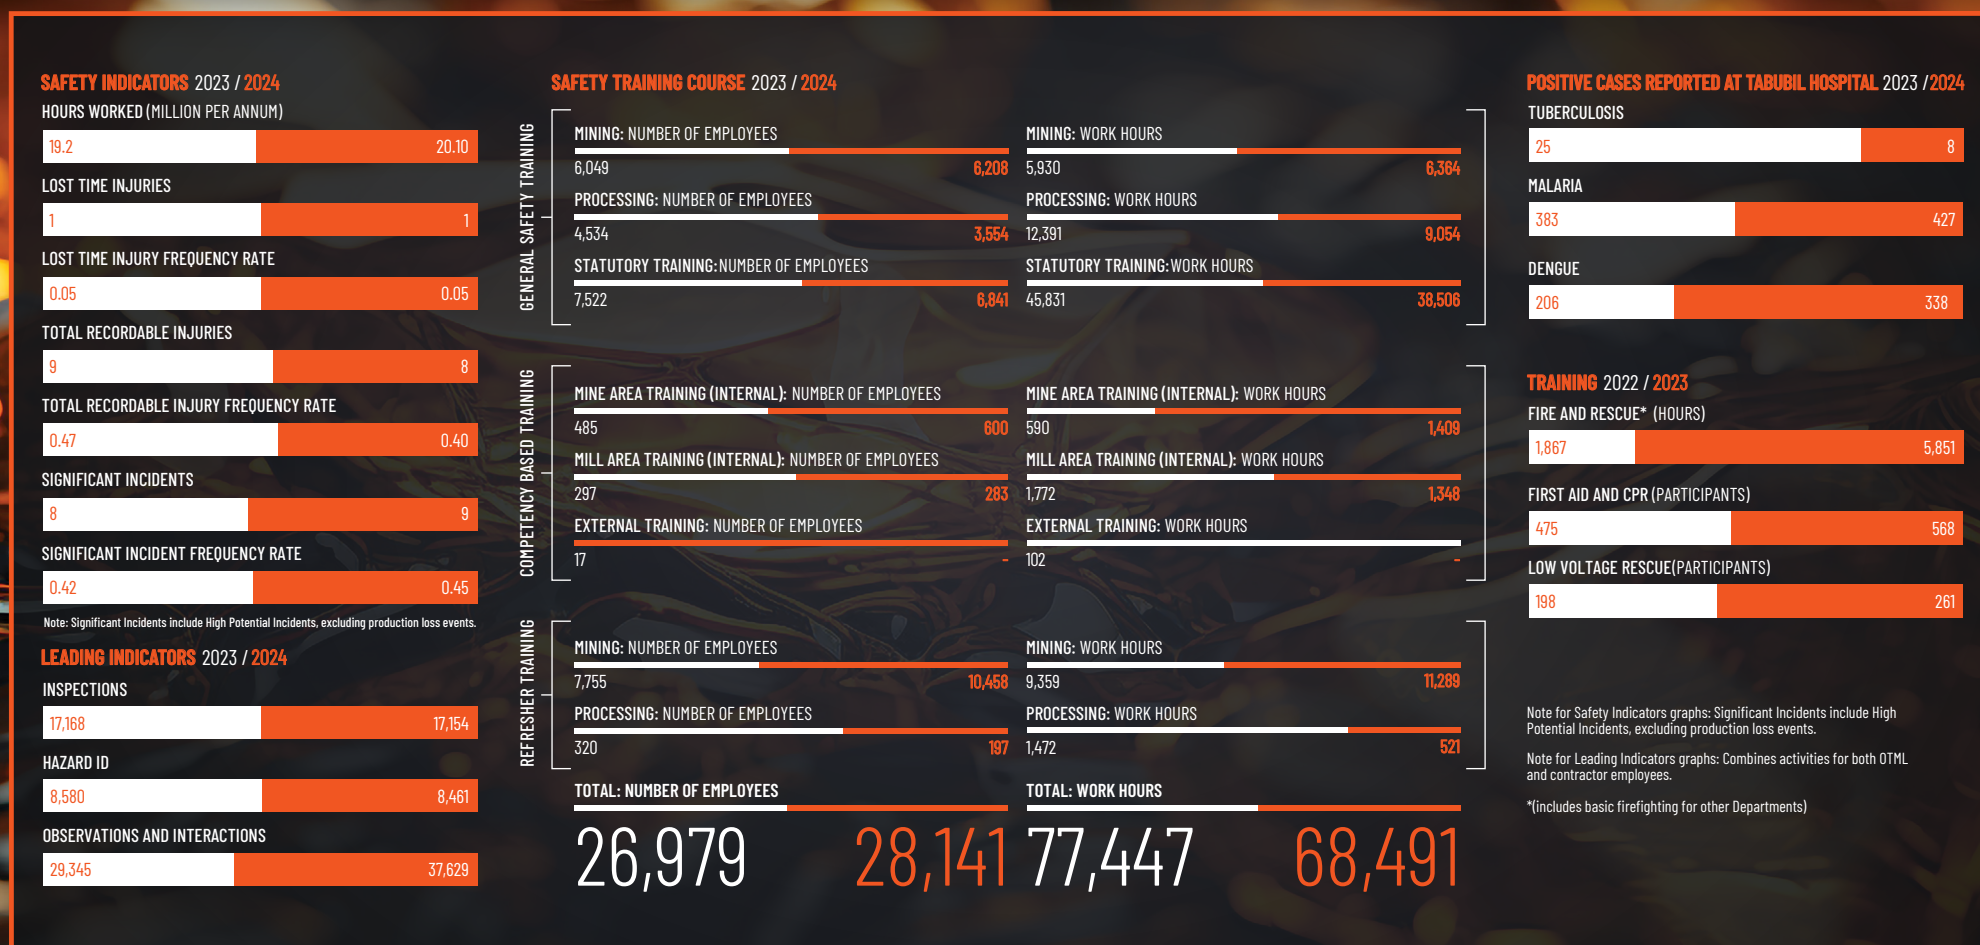 SAFETY INDICATORS 2023 / 2024
HOURS WORKED (MILLION PER ANNUM)
19.2 20.10
LOST TIME INJURIES
1 1
LOST TIME INJURY FREQUENCY RATE
0.05 0.05
TOTAL RECORDABLE INJURIES
9 8
TOTAL RECORDABLE INJURY FREQUENCY RATE
0.47 0.40
SIGNIFICANT INCIDENTS
8 9
SIGNIFICANT INCIDENT FREQUENCY RATE
0.42 0.45
Note: Significant Incidents include High Potential Incidents, excluding production loss events.
LEADING INDICATORS 2023 / 2024
INSPECTIONS
17,168 17,154
HAZARD ID
8,580 8,461
OBSERVATIONS AND INTERACTIONS
29,345 37,629
SAFETY TRAINING COURSE 2023 / 2024
GENERAL SAFETY TRAINING
MINING: NUMBER OF EMPLOYEES
6,049 6,208
PROCESSING: NUMBER OF EMPLOYEES
4,534 3,554
STATUTORY TRAINING:NUMBER OF EMPLOYEES
7,522 6,841
MINING: WORK HOURS
5,930 6,364
PROCESSING: WORK HOURS
12,391 9,054
STATUTORY TRAINING:WORK HOURS
45,831 38,506
COMPETENCY BASED TRAINING
MINE AREA TRAINING (INTERNAL): NUMBER OF EMPLOYEES
485 600
MILL AREA TRAINING (INTERNAL): NUMBER OF EMPLOYEES
297 283
EXTERNAL TRAINING: NUMBER OF EMPLOYEES
17 -
MINE AREA TRAINING (INTERNAL): WORK HOURS
590 1,409
MILL AREA TRAINING (INTERNAL): WORK HOURS
1,772 1,348
EXTERNAL TRAINING: WORK HOURS
102 -
REFRESHER TRAINING
MINING: NUMBER OF EMPLOYEES
7,755 10,458
PROCESSING: NUMBER OF EMPLOYEES
320 197
MINING: WORK HOURS
9,359 11,289
PROCESSING: WORK HOURS
1,472 521
TOTAL: NUMBER OF EMPLOYEES
26,979 28,141
TOTAL: WORK HOURS
77,447 68,491
POSITIVE CASES REPORTED AT TABUBIL HOSPITAL 2023 /2024
TUBERCULOSIS
25 8
MALARIA
383 427
DENGUE
206 338
TRAINING 2022 / 2023
FIRE AND RESCUE* (HOURS)
1,867 5,851
FIRST AID AND CPR (PARTICIPANTS)
475 568
LOW VOLTAGE RESCUE(PARTICIPANTS)
198 261
Note for Safety Indicators graphs: Significant Incidents include High
Potential Incidents, excluding production loss events.
Note for Leading Indicators graphs: Combines activities for both OTML
and contractor employees.
*(includes basic firefighting for other Departments)